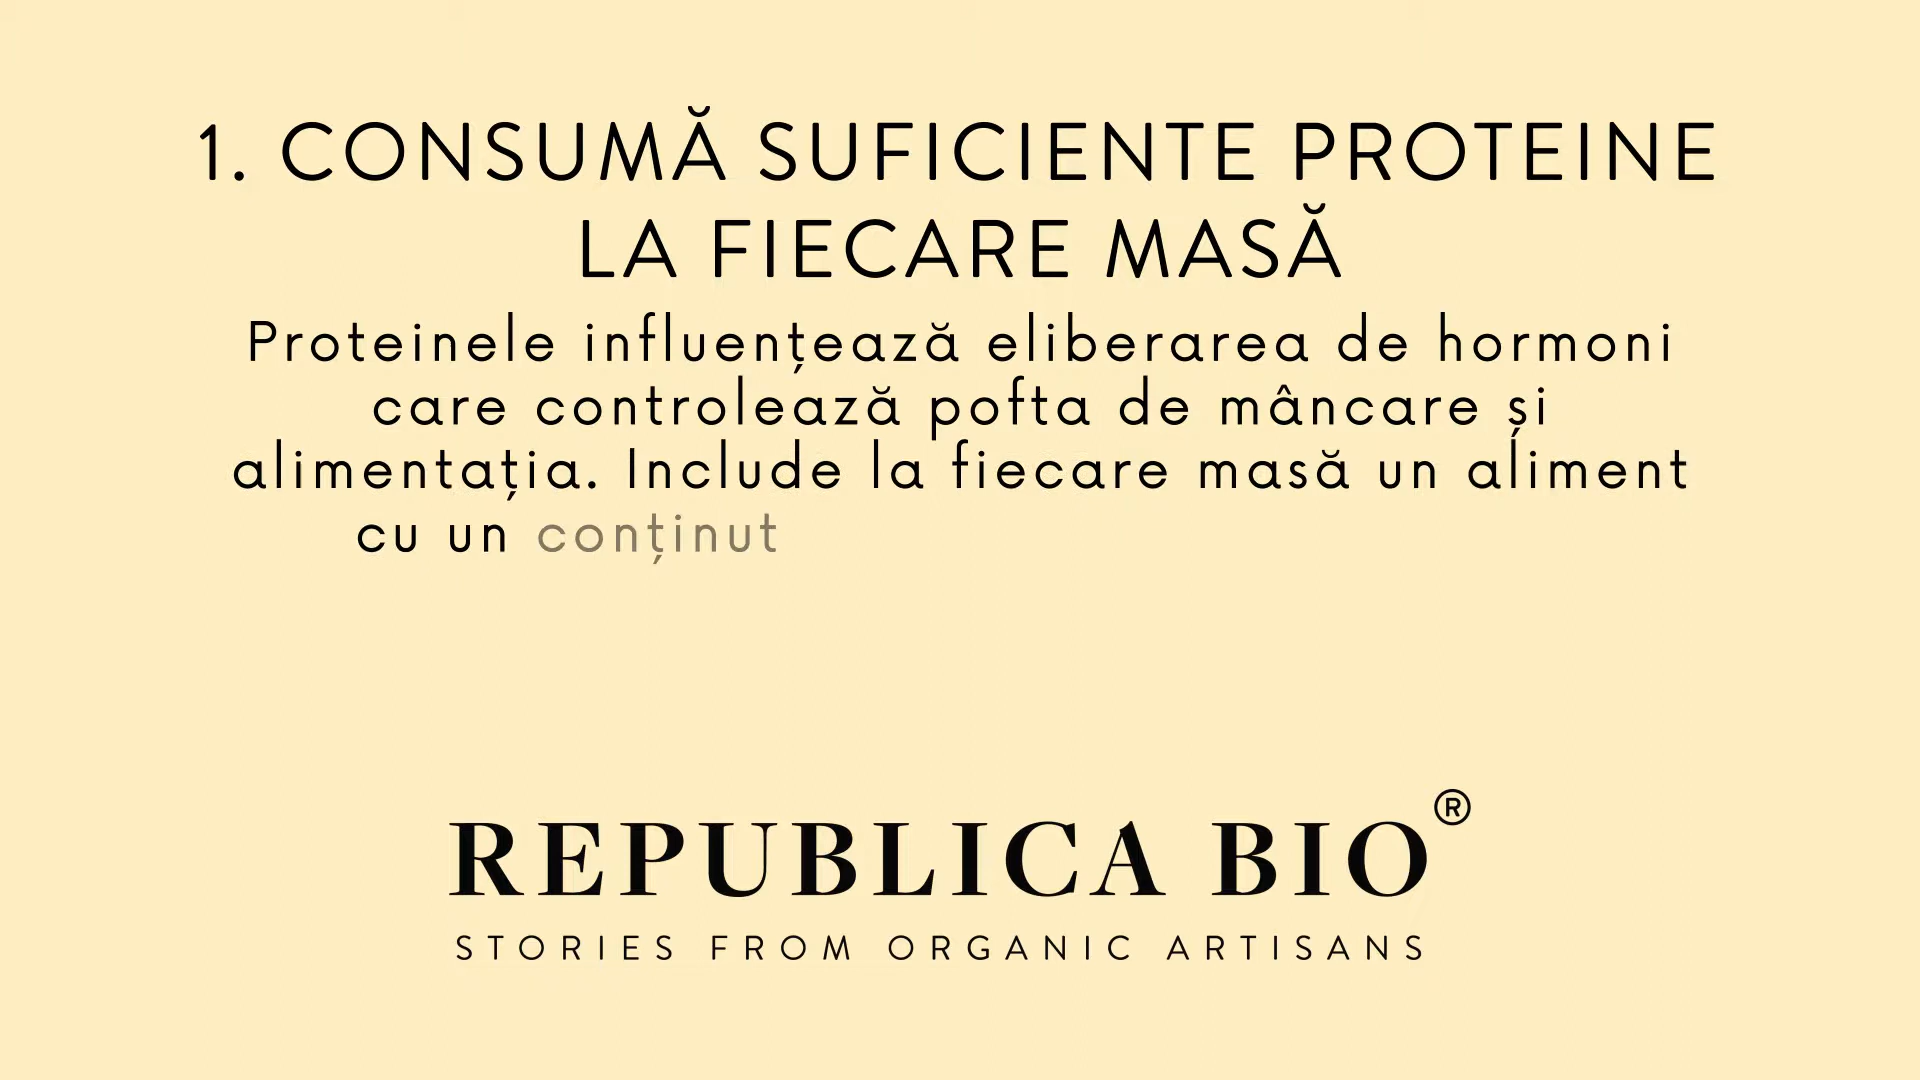 1. CONSUMĂ SUFICIENTE PROTEINE
LA FIECARE MASĂ
Proteinele influențează eliberarea de hormoni
care controlează pofta de mâncare și
alimentația. Include la fiecare masă un aliment
cu un conținut
REPUBLICA BIO®
STORIES FROM ORGANIC ARTISANS